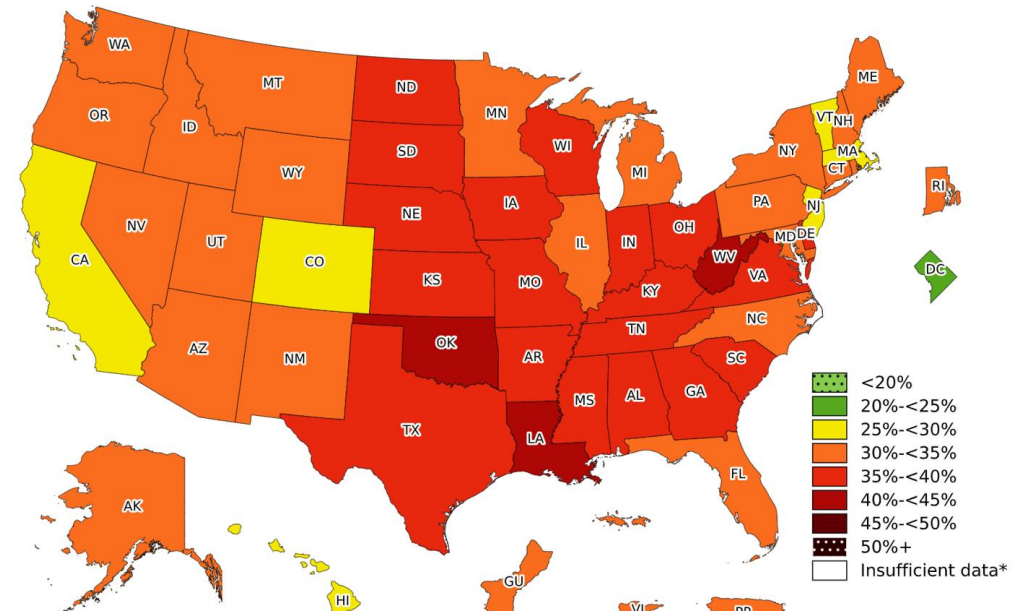 WA
MT
ND
MN
ME
OR
ID
SD
WI
VT
NH
NY
MA
MI
CT
WY
RI
NE
IA
PA
NJ
NV
UT
IL
IN
OH
MD
DE
CA
CO
WV
DC
KS
MO
VA
KY
NC
TN
AZ
NM
OK
AR
SC
MS
AL
GA
TX
LA
FL
AK
GU
HI
VI
PR
<20%
20%-<25%
25%-<30%
30%-<35%
35%-<40%
40%-<45%
45%-<50%
50%+
Insufficient data*